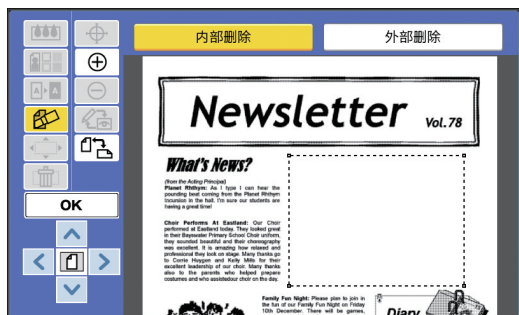 内部删除
外部删除
Newsletter Vol.78
OK
What's News?
(from the Acting Principal)
Planet Rhthym: As I type I can hear the
pounding beat coming from the Planet Rhthym
Incursion in the hall. I'm sure our students are
having a great time!
Choir Performs At Eastland: Our Choir
performed at Eastland today. They looked great
in their Bayswater Primary School Choir uniform,
they sounded beautiful and their choreography
was excellent. It is amazing how relaxed and
professional they look on stage. Many thanks go
to Corrie Huygen and Kelly Mills for their
excellent leadership of our choir. Many thanks
also to the parents who helped prepare
costumes and who assistadour choir on the day.
Family Fun Night: Please plan to join in
the fun of our Family Fun Night on Friday
10th December. There will be games,
Diary